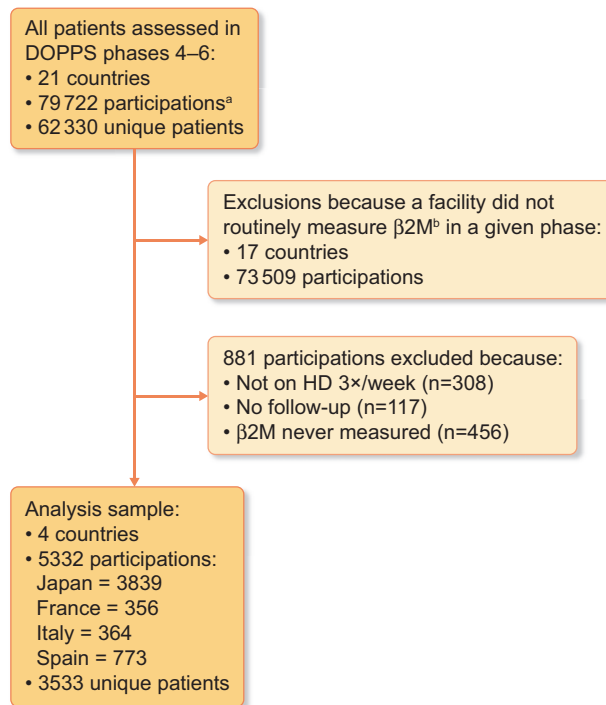 All patients assessed in
DOPPS phases 4–6:
• 21 countries
• 79 722 participationsᵃ
• 62 330 unique patients
Exclusions because a facility did not
routinely measure β2Mᵇ in a given phase:
• 17 countries
• 73 509 participations
881 participations excluded because:
• Not on HD 3×/week (n=308)
• No follow-up (n=117)
• β2M never measured (n=456)
Analysis sample:
• 4 countries
• 5332 participations:
Japan = 3839
France = 356
Italy = 364
Spain = 773
• 3533 unique patients